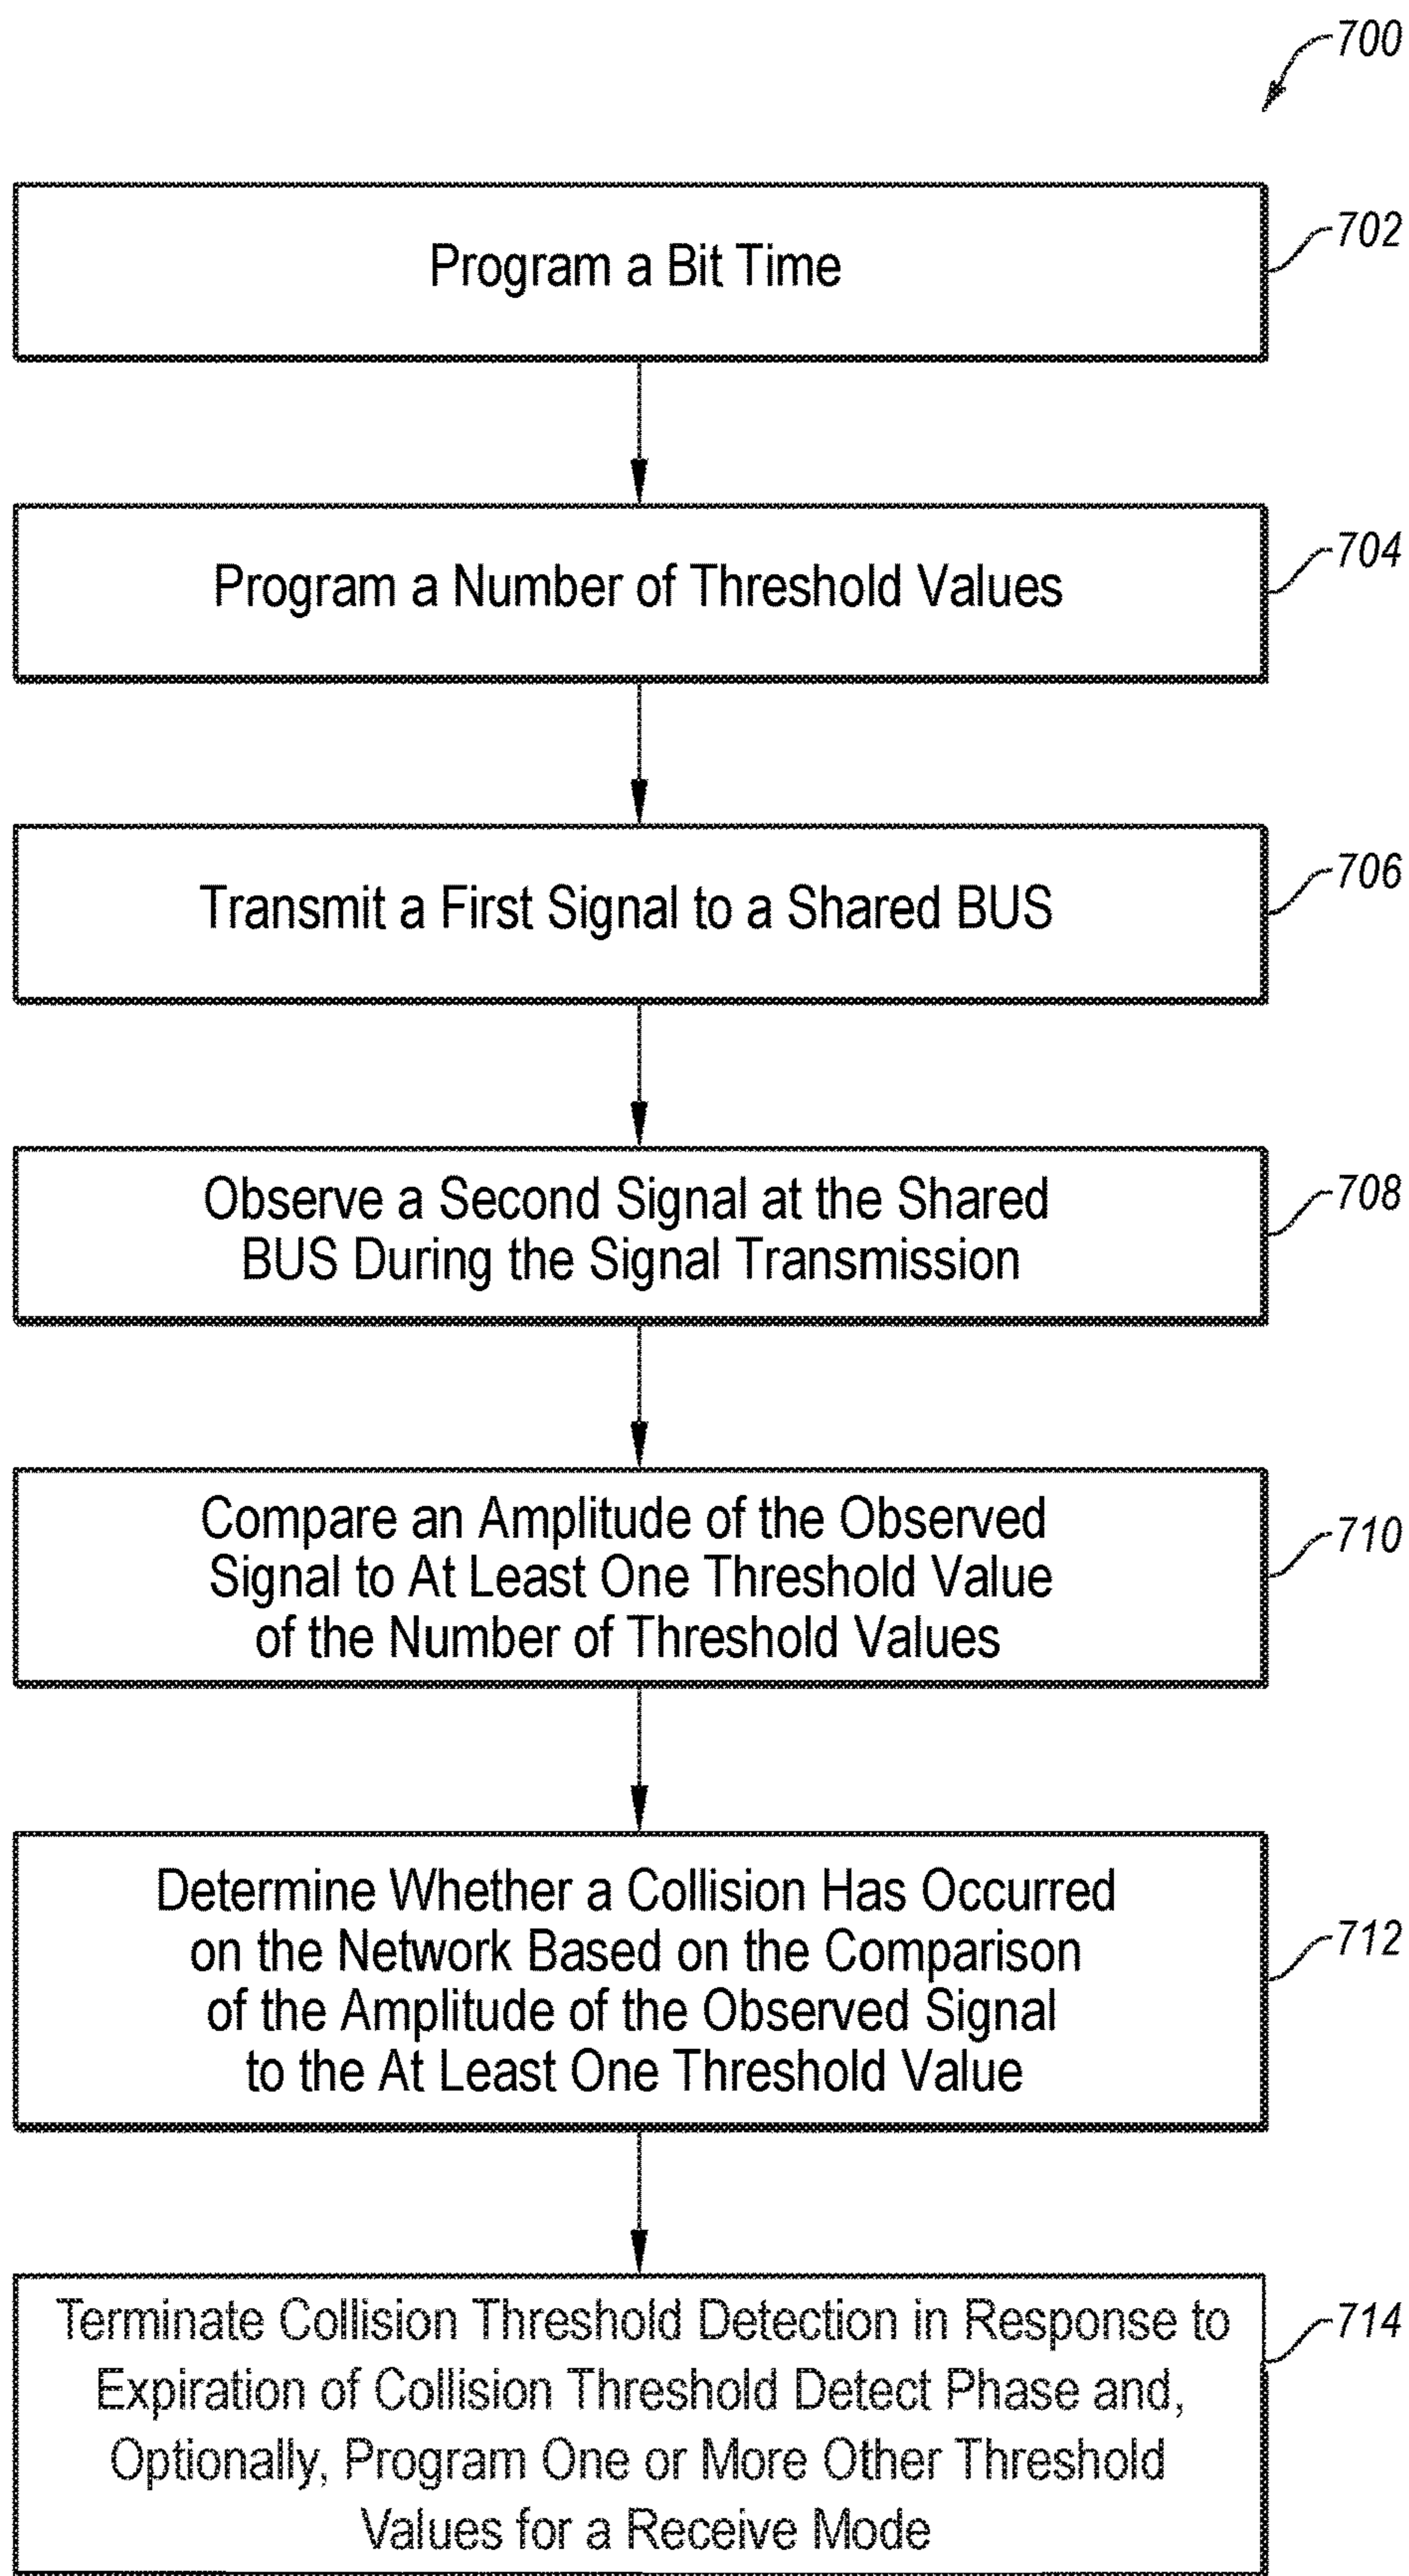 700
Program a Bit Time
702
Program a Number of Threshold Values
704
Transmit a First Signal to a Shared BUS
706
Observe a Second Signal at the Shared
BUS During the Signal Transmission
708
Compare an Amplitude of the Observed
Signal to At Least One Threshold Value
of the Number of Threshold Values
710
Determine Whether a Collision Has Occurred
on the Network Based on the Comparison
of the Amplitude of the Observed Signal
to the At Least One Threshold Value
712
Terminate Collision Threshold Detection in Response to
Expiration of Collision Threshold Detect Phase and,
Optionally, Program One or More Other Threshold
Values for a Receive Mode
714